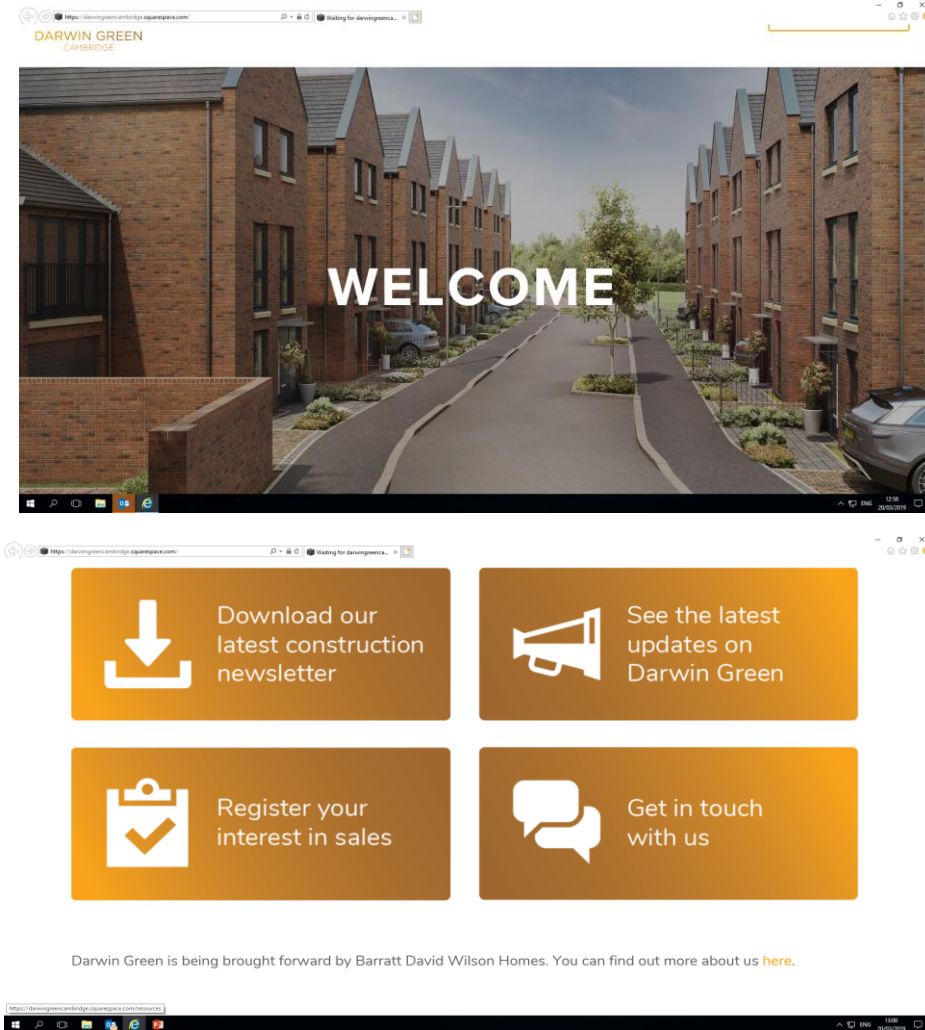 https://darwingreencambridge.squarespace.com/
Waiting for darwingreenca...
DARWIN GREEN
CAMBRIDGE
WELCOME
ENG
12:58
20/03/2019
https://darwingreencambridge.squarespace.com/
Waiting for darwingreenca...
Download our
latest construction
newsletter
See the latest
updates on
Darwin Green
Register your
interest in sales
Get in touch
with us
Darwin Green is being brought forward by Barratt David Wilson Homes. You can find out more about us here.
https://darwingreencambridge.squarespace.com/resources
ENG
13:00
20/03/2019